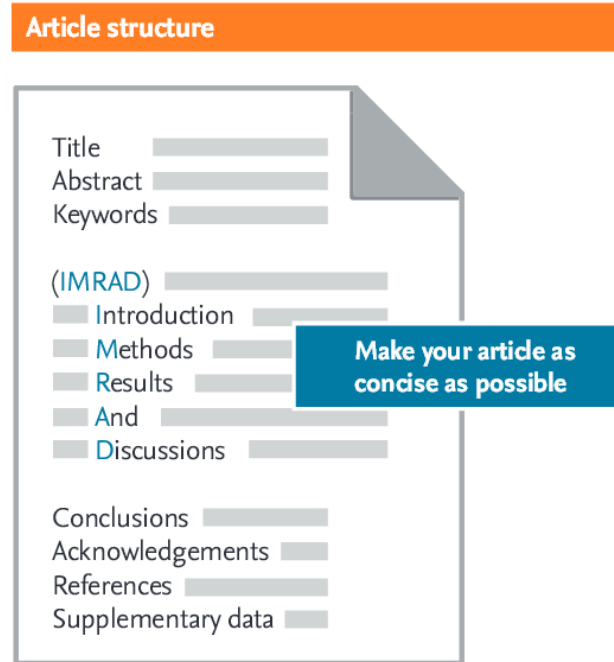 Article structure
Title
Abstract
Keywords
(IMRAD)
Introduction
Methods
Results
And
Discussions
Make your article as
concise as possible
Conclusions
Acknowledgements
References
Supplementary data